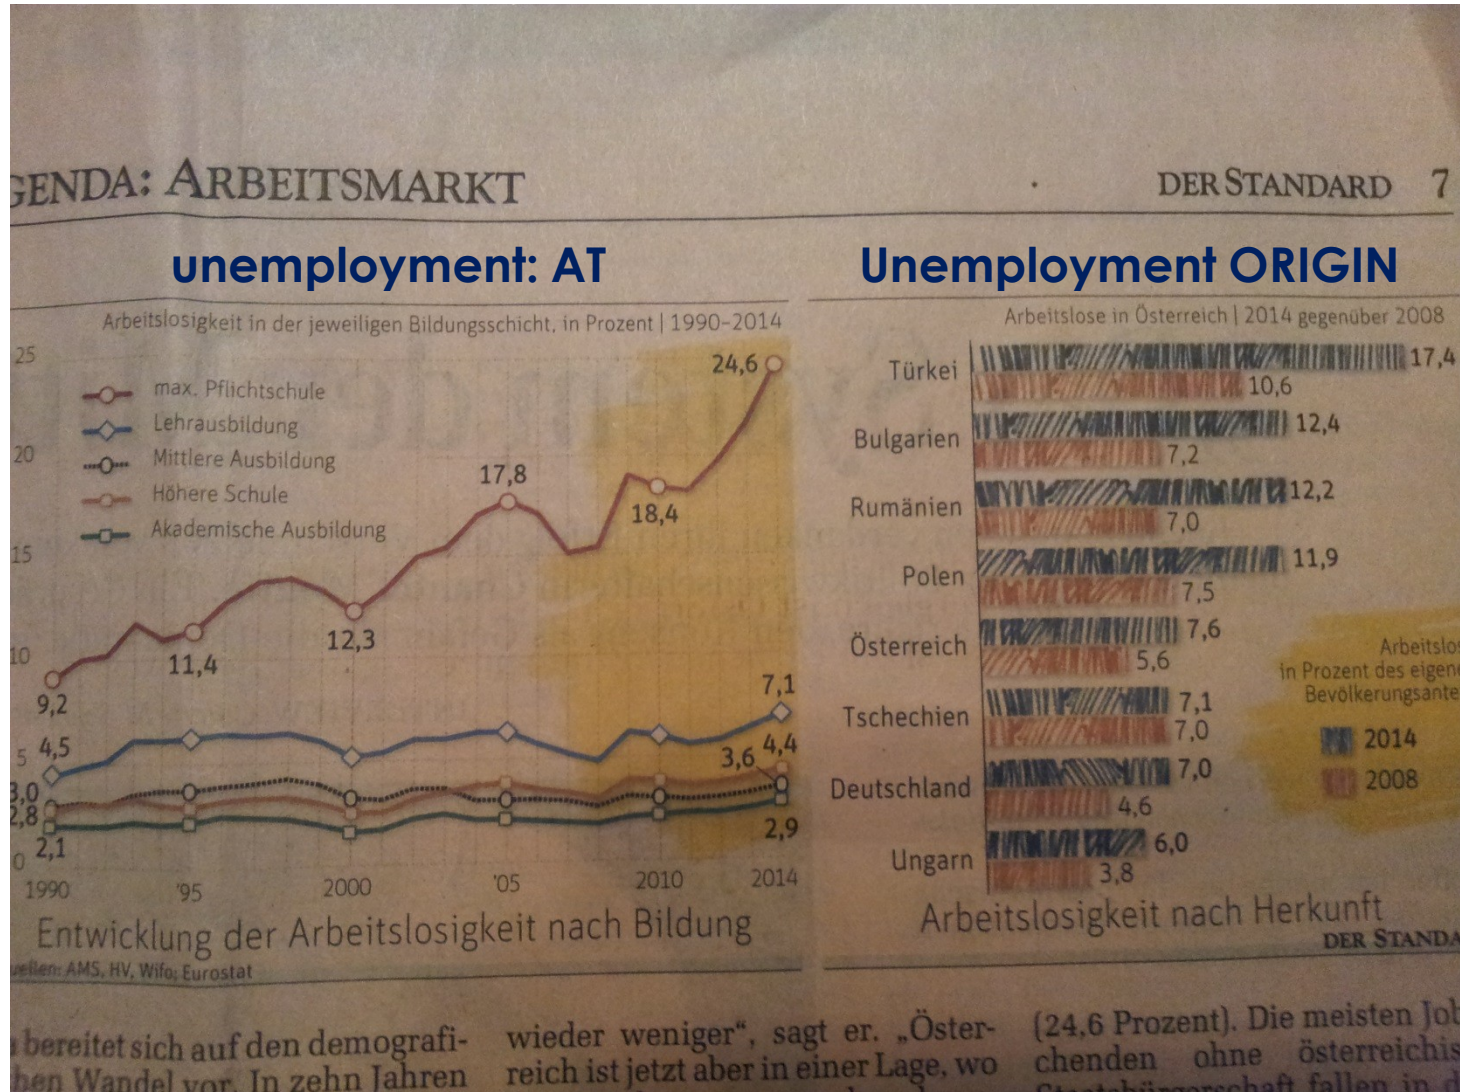 GENDA: ARBEITSMARKT
DER STANDARD 7
unemployment: AT
Arbeitslosigkeit in der jeweiligen Bildungsschicht, in Prozent | 1990–2014
25
20
15
10
5
0
max. Pflichtschule
Lehrausbildung
Mittlere Ausbildung
Höhere Schule
Akademische Ausbildung
9,2
11,4
12,3
17,8
18,4
24,6
4,5
7,1
3,0
2,8
2,1
3,6
4,4
2,9
1990 '95 2000 '05 2010 2014
Entwicklung der Arbeitslosigkeit nach Bildung
AMS, HV, Wifo; Eurostat
Unemployment ORIGIN
Arbeitslose in Österreich | 2014 gegenüber 2008
Türkei 17,4
10,6
Bulgarien 12,4
7,2
Rumänien 12,2
7,0
Polen 11,9
7,5
Österreich 7,6
5,6
Tschechien 7,1
7,0
Deutschland 7,0
4,6
Ungarn 6,0
3,8
Arbeitslos
in Prozent des eigene
Bevölkerungsante
2014
2008
Arbeitslosigkeit nach Herkunft
DER STANDA
bereitet sich auf den demografi-
hen Wandel vor. In zehn Jahren
wieder weniger“, sagt er. „Öster-
reich ist jetzt aber in einer Lage, wo
(24,6 Prozent). Die meisten Job
chenden ohne österreichis